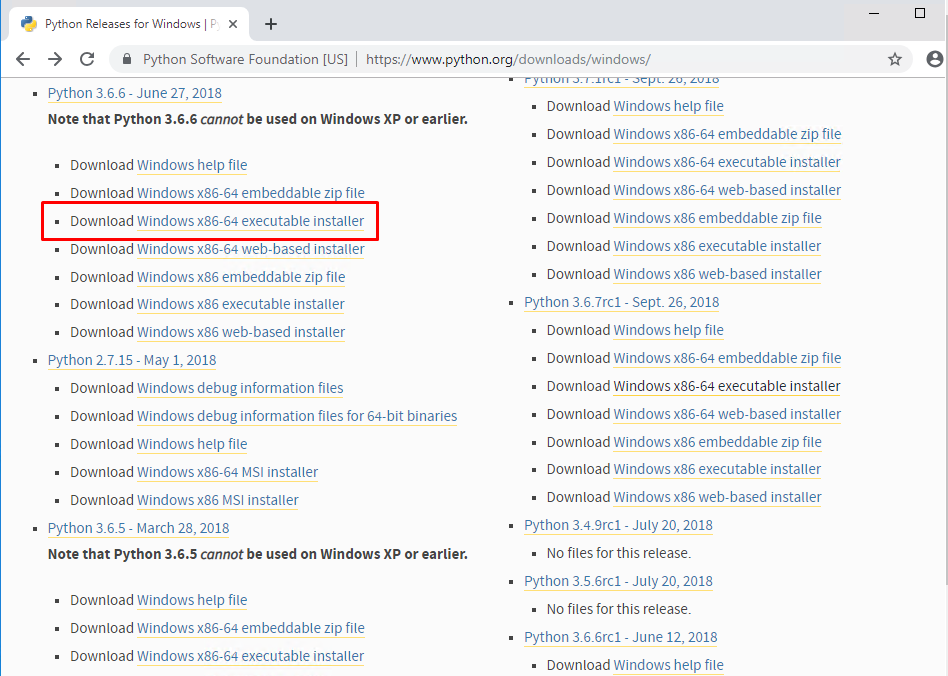 Python Releases for Windows | Py
Python Software Foundation [US] | https://www.python.org/downloads/windows/
Python 3.6.6 - June 27, 2018
Note that Python 3.6.6 cannot be used on Windows XP or earlier.
Download Windows help file
Download Windows x86-64 embeddable zip file
Download Windows x86-64 executable installer
Download Windows x86-64 web-based installer
Download Windows x86 embeddable zip file
Download Windows x86 executable installer
Download Windows x86 web-based installer
Python 2.7.15 - May 1, 2018
Download Windows debug information files
Download Windows debug information files for 64-bit binaries
Download Windows help file
Download Windows x86-64 MSI installer
Download Windows x86 MSI installer
Python 3.6.5 - March 28, 2018
Note that Python 3.6.5 cannot be used on Windows XP or earlier.
Download Windows help file
Download Windows x86-64 embeddable zip file
Download Windows x86-64 executable installer
Python 3.7.1rc1 - Sept. 26, 2018
Download Windows help file
Download Windows x86-64 embeddable zip file
Download Windows x86-64 executable installer
Download Windows x86-64 web-based installer
Download Windows x86 embeddable zip file
Download Windows x86 executable installer
Download Windows x86 web-based installer
Python 3.6.7rc1 - Sept. 26, 2018
Download Windows help file
Download Windows x86-64 embeddable zip file
Download Windows x86-64 executable installer
Download Windows x86-64 web-based installer
Download Windows x86 embeddable zip file
Download Windows x86 executable installer
Download Windows x86 web-based installer
Python 3.4.9rc1 - July 20, 2018
No files for this release.
Python 3.5.6rc1 - July 20, 2018
No files for this release.
Python 3.6.6rc1 - June 12, 2018
Download Windows help file